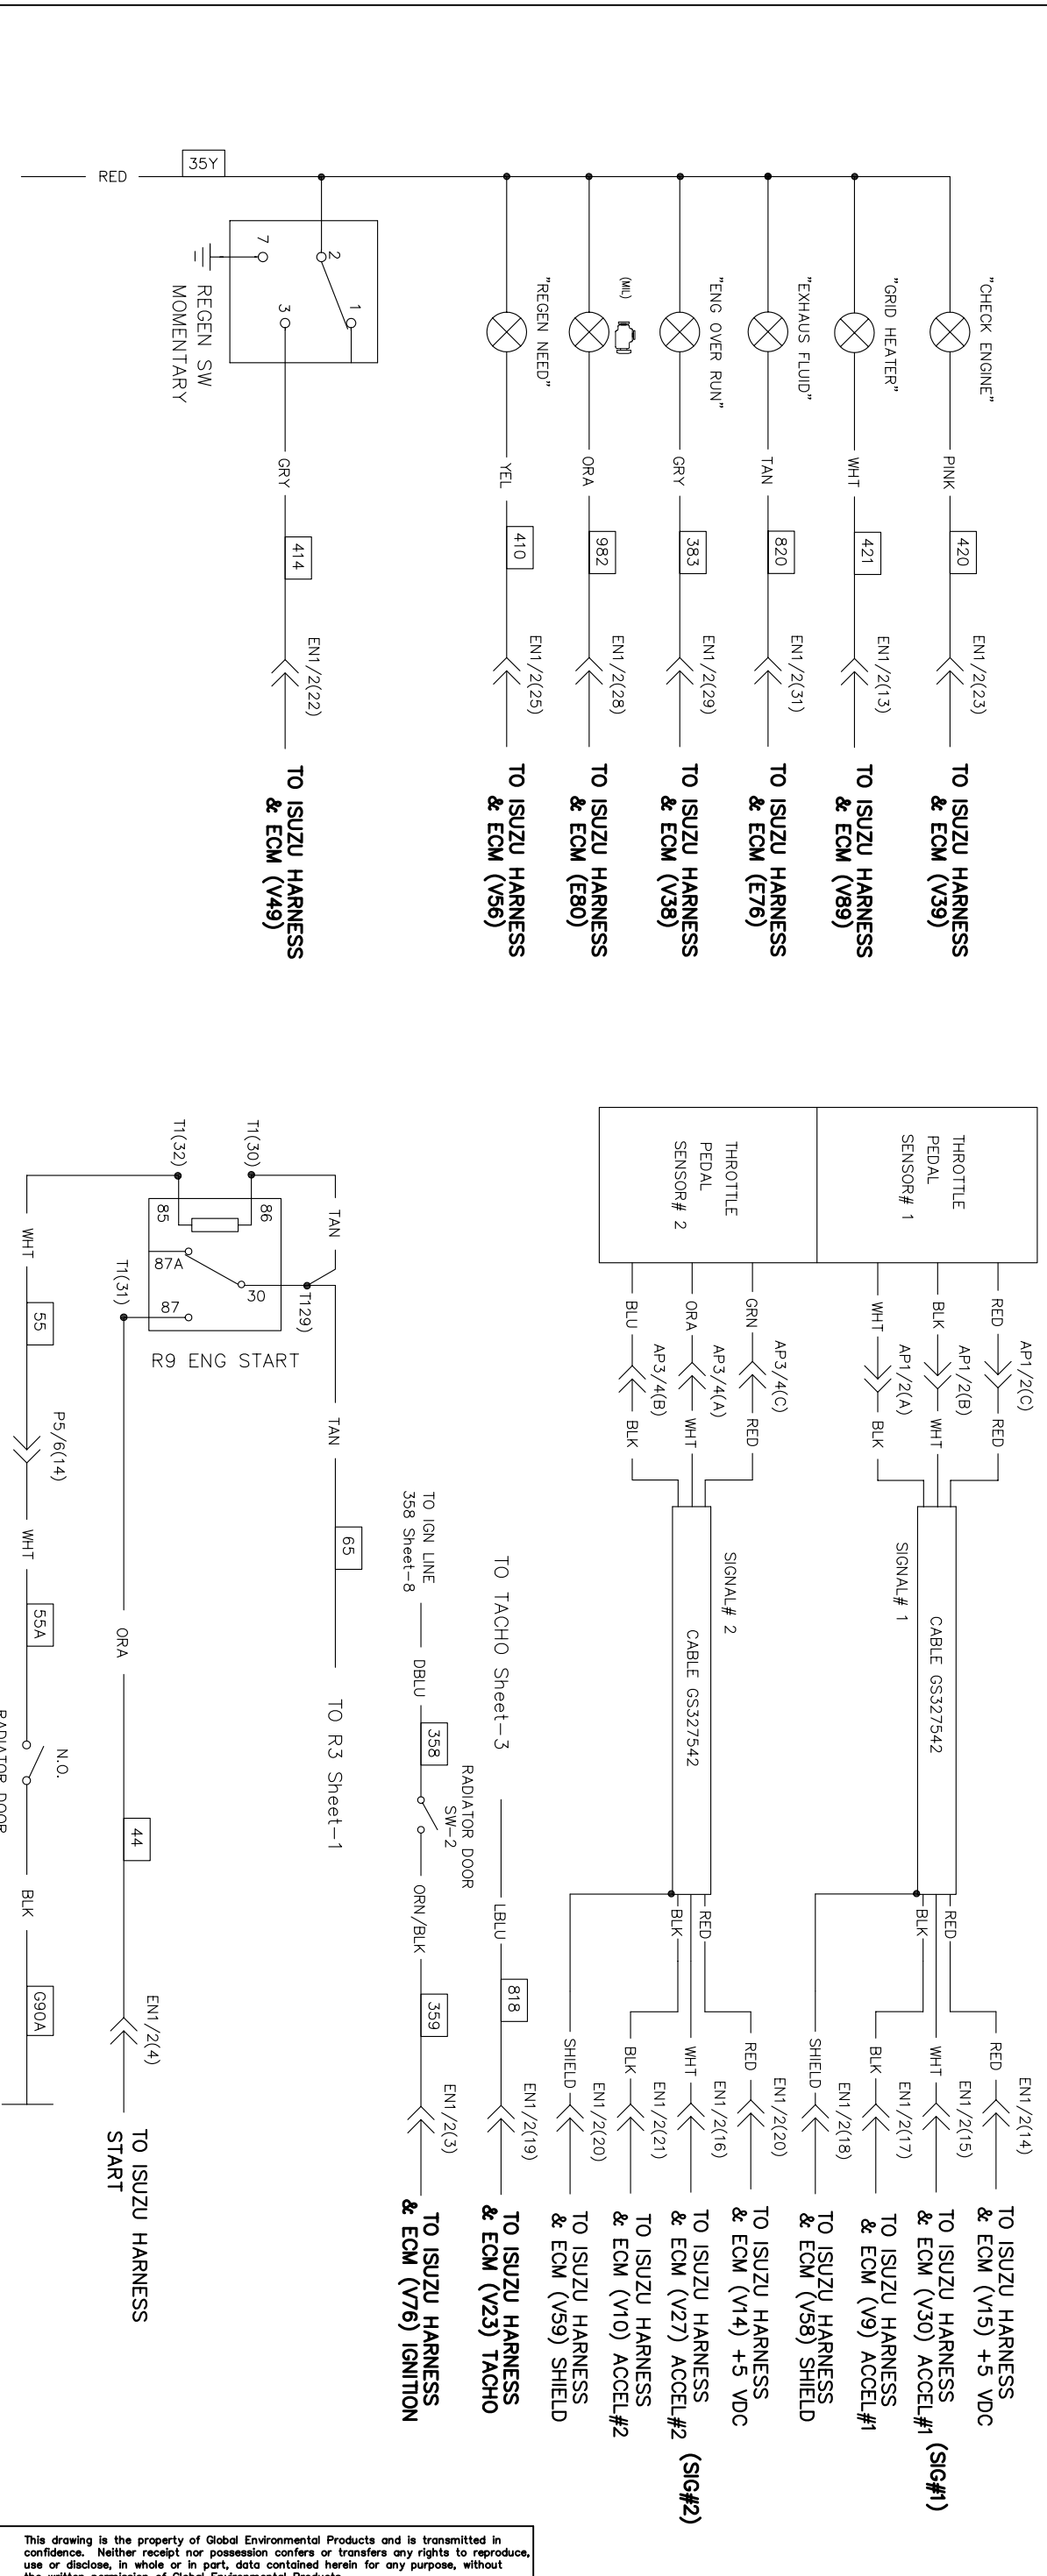 35Y
RED
7
2
3
1
REGEN SW
MOMENTARY
GRY
414
EN1/2(22)
TO ISUZU HARNESS
& ECM (V49)
"REGEN NEED"
YEL
410
EN1/2(25)
TO ISUZU HARNESS
& ECM (V56)
(MIL)
ORA
982
EN1/2(28)
TO ISUZU HARNESS
& ECM (E80)
"ENG OVER RUN"
GRY
383
EN1/2(29)
TO ISUZU HARNESS
& ECM (V38)
"EXHAUS FLUID"
TAN
820
EN1/2(31)
TO ISUZU HARNESS
& ECM (E76)
"GRID HEATER"
WHT
421
EN1/2(13)
TO ISUZU HARNESS
& ECM (V89)
"CHECK ENGINE"
PINK
420
EN1/2(23)
TO ISUZU HARNESS
& ECM (V39)
THROTTLE
PEDAL
SENSOR# 1
RED
AP1/2(C)
RED
BLK
AP1/2(B)
WHT
WHT
AP1/2(A)
BLK
SIGNAL# 1
CABLE GS327542
RED
BLK
RED
EN1/2(14)
TO ISUZU HARNESS
& ECM (V15) +5 VDC
WHT
EN1/2(15)
TO ISUZU HARNESS
& ECM (V30) ACCEL#1 (SIG#1)
BLK
EN1/2(17)
TO ISUZU HARNESS
& ECM (V9) ACCEL#1
SHIELD
EN1/2(18)
TO ISUZU HARNESS
& ECM (V58) SHIELD
THROTTLE
PEDAL
SENSOR# 2
GRN
AP3/4(C)
RED
ORA
AP3/4(A)
WHT
BLU
AP3/4(B)
BLK
SIGNAL# 2
CABLE GS327542
RED
BLK
RED
EN1/2(20)
TO ISUZU HARNESS
& ECM (V14) +5 VDC
WHT
EN1/2(16)
TO ISUZU HARNESS
& ECM (V27) ACCEL#2 (SIG#2)
BLK
EN1/2(21)
TO ISUZU HARNESS
& ECM (V10) ACCEL#2
SHIELD
EN1/2(20)
TO ISUZU HARNESS
& ECM (V59) SHIELD
TO TACHO Sheet-3
LBLU
818
EN1/2(19)
TO ISUZU HARNESS
& ECM (V23) TACHO
TO IGN LINE
358 Sheet-8
DBLU
358
RADIATOR DOOR
SW-2
ORN/BLK
359
EN1/2(3)
TO ISUZU HARNESS
& ECM (V76) IGNITION
T1(30)
T1(32)
TAN
86
85
87A
30
87
T129)
T1(31)
R9 ENG START
TAN
65
TO R3 Sheet-1
ORA
44
EN1/2(4)
TO ISUZU HARNESS
START
WHT
55
P5/6(14)
WHT
55A
N.O.
RADIATOR DOOR
BLK
G90A
This drawing is the property of Global Environmental Products and is transmitted in
confidence. Neither receipt nor possession confers or transfers any rights to reproduce,
use or disclose, in whole or in part, data contained herein for any purpose, without
the written permission of Global Environmental Products